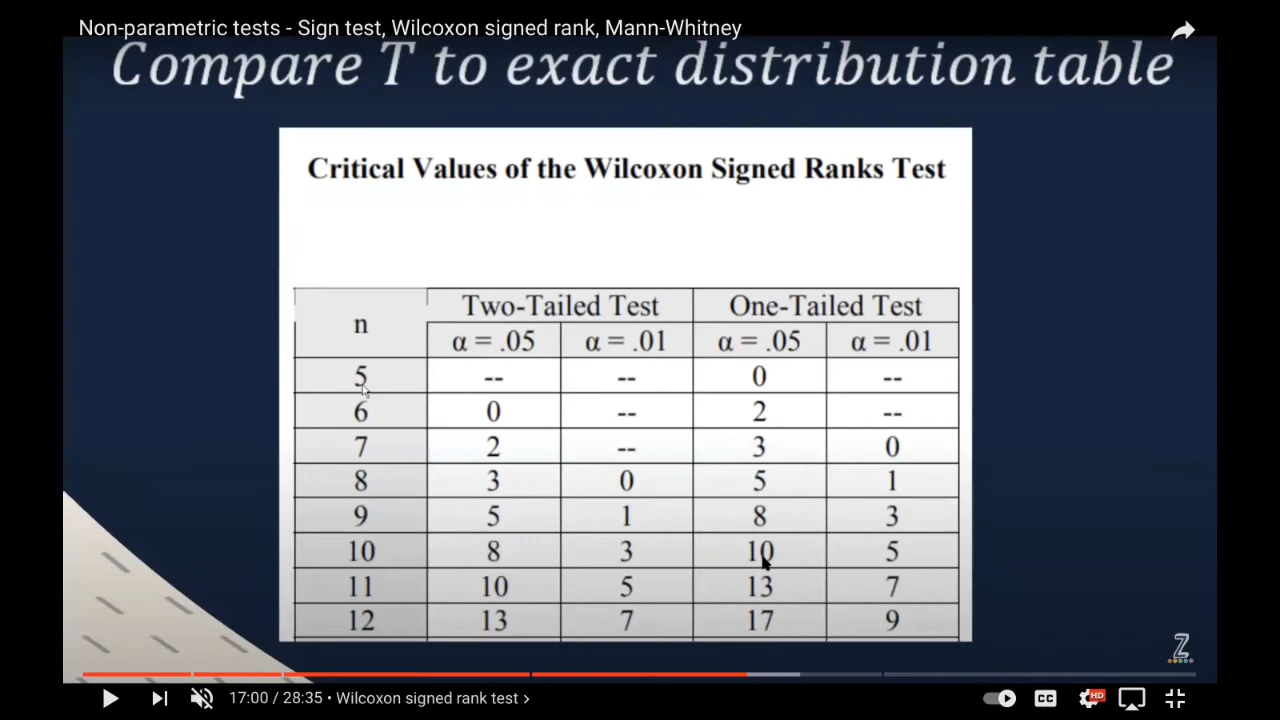 Non-parametric tests - Sign test, Wilcoxon signed rank, Mann-Whitney
Compare T to exact distribution table
Critical Values of the Wilcoxon Signed Ranks Test
n Two-Tailed Test One-Tailed Test
α = .05 α = .01 α = .05 α = .01
5 -- -- 0 --
6 0 -- 2 --
7 2 -- 3 0
8 3 0 5 1
9 5 1 8 3
10 8 3 10 5
11 10 5 13 7
12 13 7 17 9
Z
17:00 / 28:35 • Wilcoxon signed rank test >
CC
HD